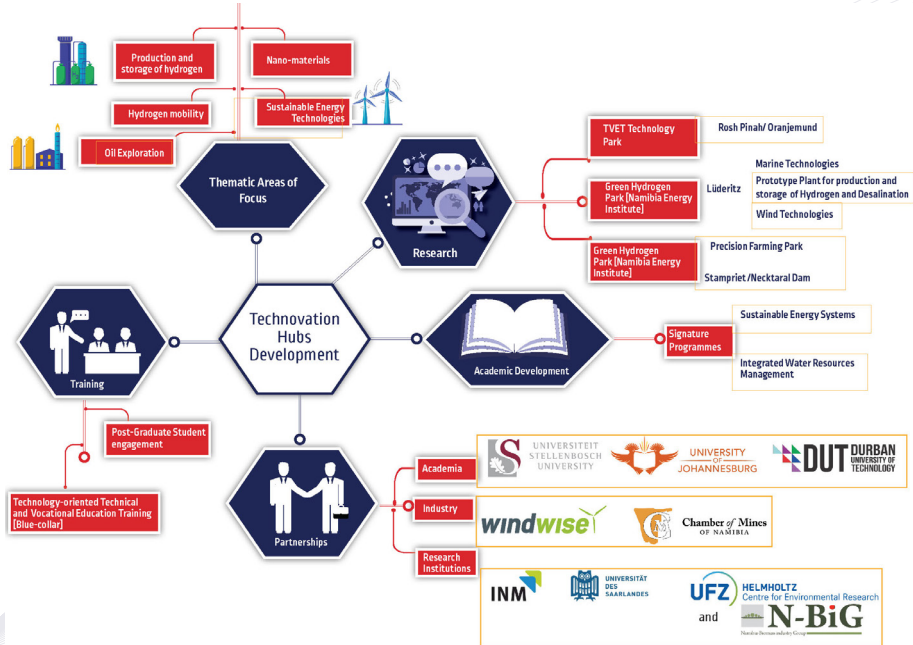 Production and
storage of hydrogen
Nano-materials
Hydrogen mobility
Sustainable Energy
Technologies
Oil Exploration
Thematic Areas of
Focus
Research
TVET Technology
Park
Rosh Pinah/ Oranjemund
Green Hydrogen
Park [Namibia Energy
Institute]
Lüderitz
Marine Technologies
Prototype Plant for production and
storage of Hydrogen and Desalination
Wind Technologies
Green Hydrogen
Park [Namibia Energy
Institute]
Precision Farming Park
Stampriet /Necktaral Dam
Technovation
Hubs
Development
Training
Post-Graduate Student
engagement
Technology-oriented Technical
and Vocational Education Training
[Blue-collar]
Academic Development
Signature
Programmes
Sustainable Energy Systems
Integrated Water Resources
Management
Partnerships
Academia
UNIVERSITEIT
STELLENBOSCH
UNIVERSITY
UNIVERSITY
OF
JOHANNESBURG
DUT DURBAN
UNIVERSITY OF
TECHNOLOGY
Industry
windwise
Chamber of Mines
OF NAMIBIA
Research
Institutions
INM
UNIVERSITÄT
DES
SAARLANDES
UFZ HELMHOLTZ
Centre for Environmental Research
and
N-BiG
Namibia Biomass Industry Group